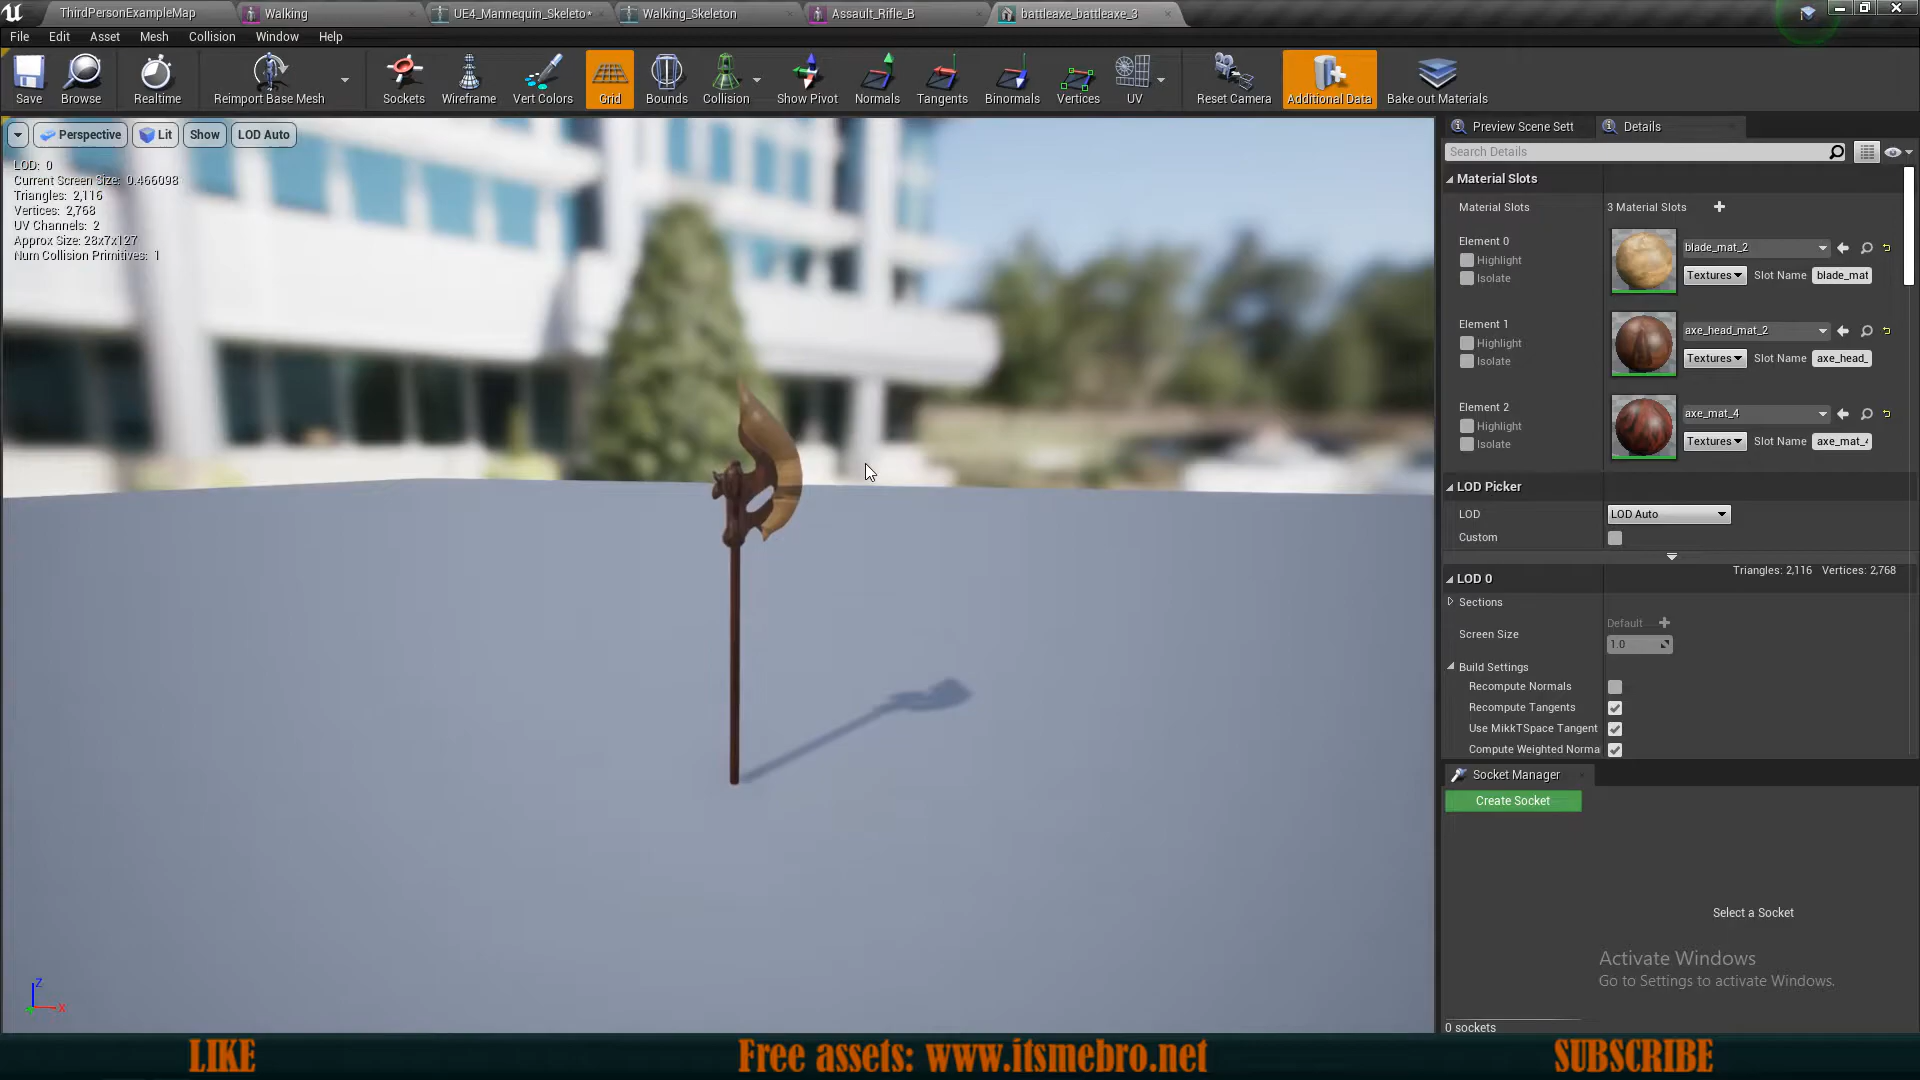 ThirdPersonExampleMap
Walking
UE4_Mannequin_Skeleto*
Walking_Skeleton
Assault_Rifle_B
battleaxe_battleaxe_3
File Edit Asset Mesh Collision Window Help
Save Browse Realtime Reimport Base Mesh Sockets Wireframe Vert Colors Grid Bounds Collision Show Pivot Normals Tangents Binormals Vertices UV Reset Camera Additional Data Bake out Materials
Perspective Lit Show LOD Auto
LOD: 0
Current Screen Size: 0.466098
Triangles: 2,116
Vertices: 2,768
UV Channels: 2
Approx Size: 28x7x127
Num Collision Primitives: 1
Z
X
Preview Scene Sett Details
Search Details
Material Slots
Material Slots 3 Material Slots
Element 0
Highlight
Isolate
blade_mat_2
Textures Slot Name blade_mat
Element 1
Highlight
Isolate
axe_head_mat_2
Textures Slot Name axe_head_
Element 2
Highlight
Isolate
axe_mat_4
Textures Slot Name axe_mat_4
LOD Picker
LOD LOD Auto
Custom
LOD 0 Triangles: 2,116 Vertices: 2,768
Sections
Screen Size Default
1.0
Build Settings
Recompute Normals
Recompute Tangents
Use MikkTSpace Tangent
Compute Weighted Norma
Socket Manager
Create Socket
Select a Socket
Activate Windows
Go to Settings to activate Windows.
0 sockets
LIKE Free assets: www.itsmebro.net SUBSCRIBE